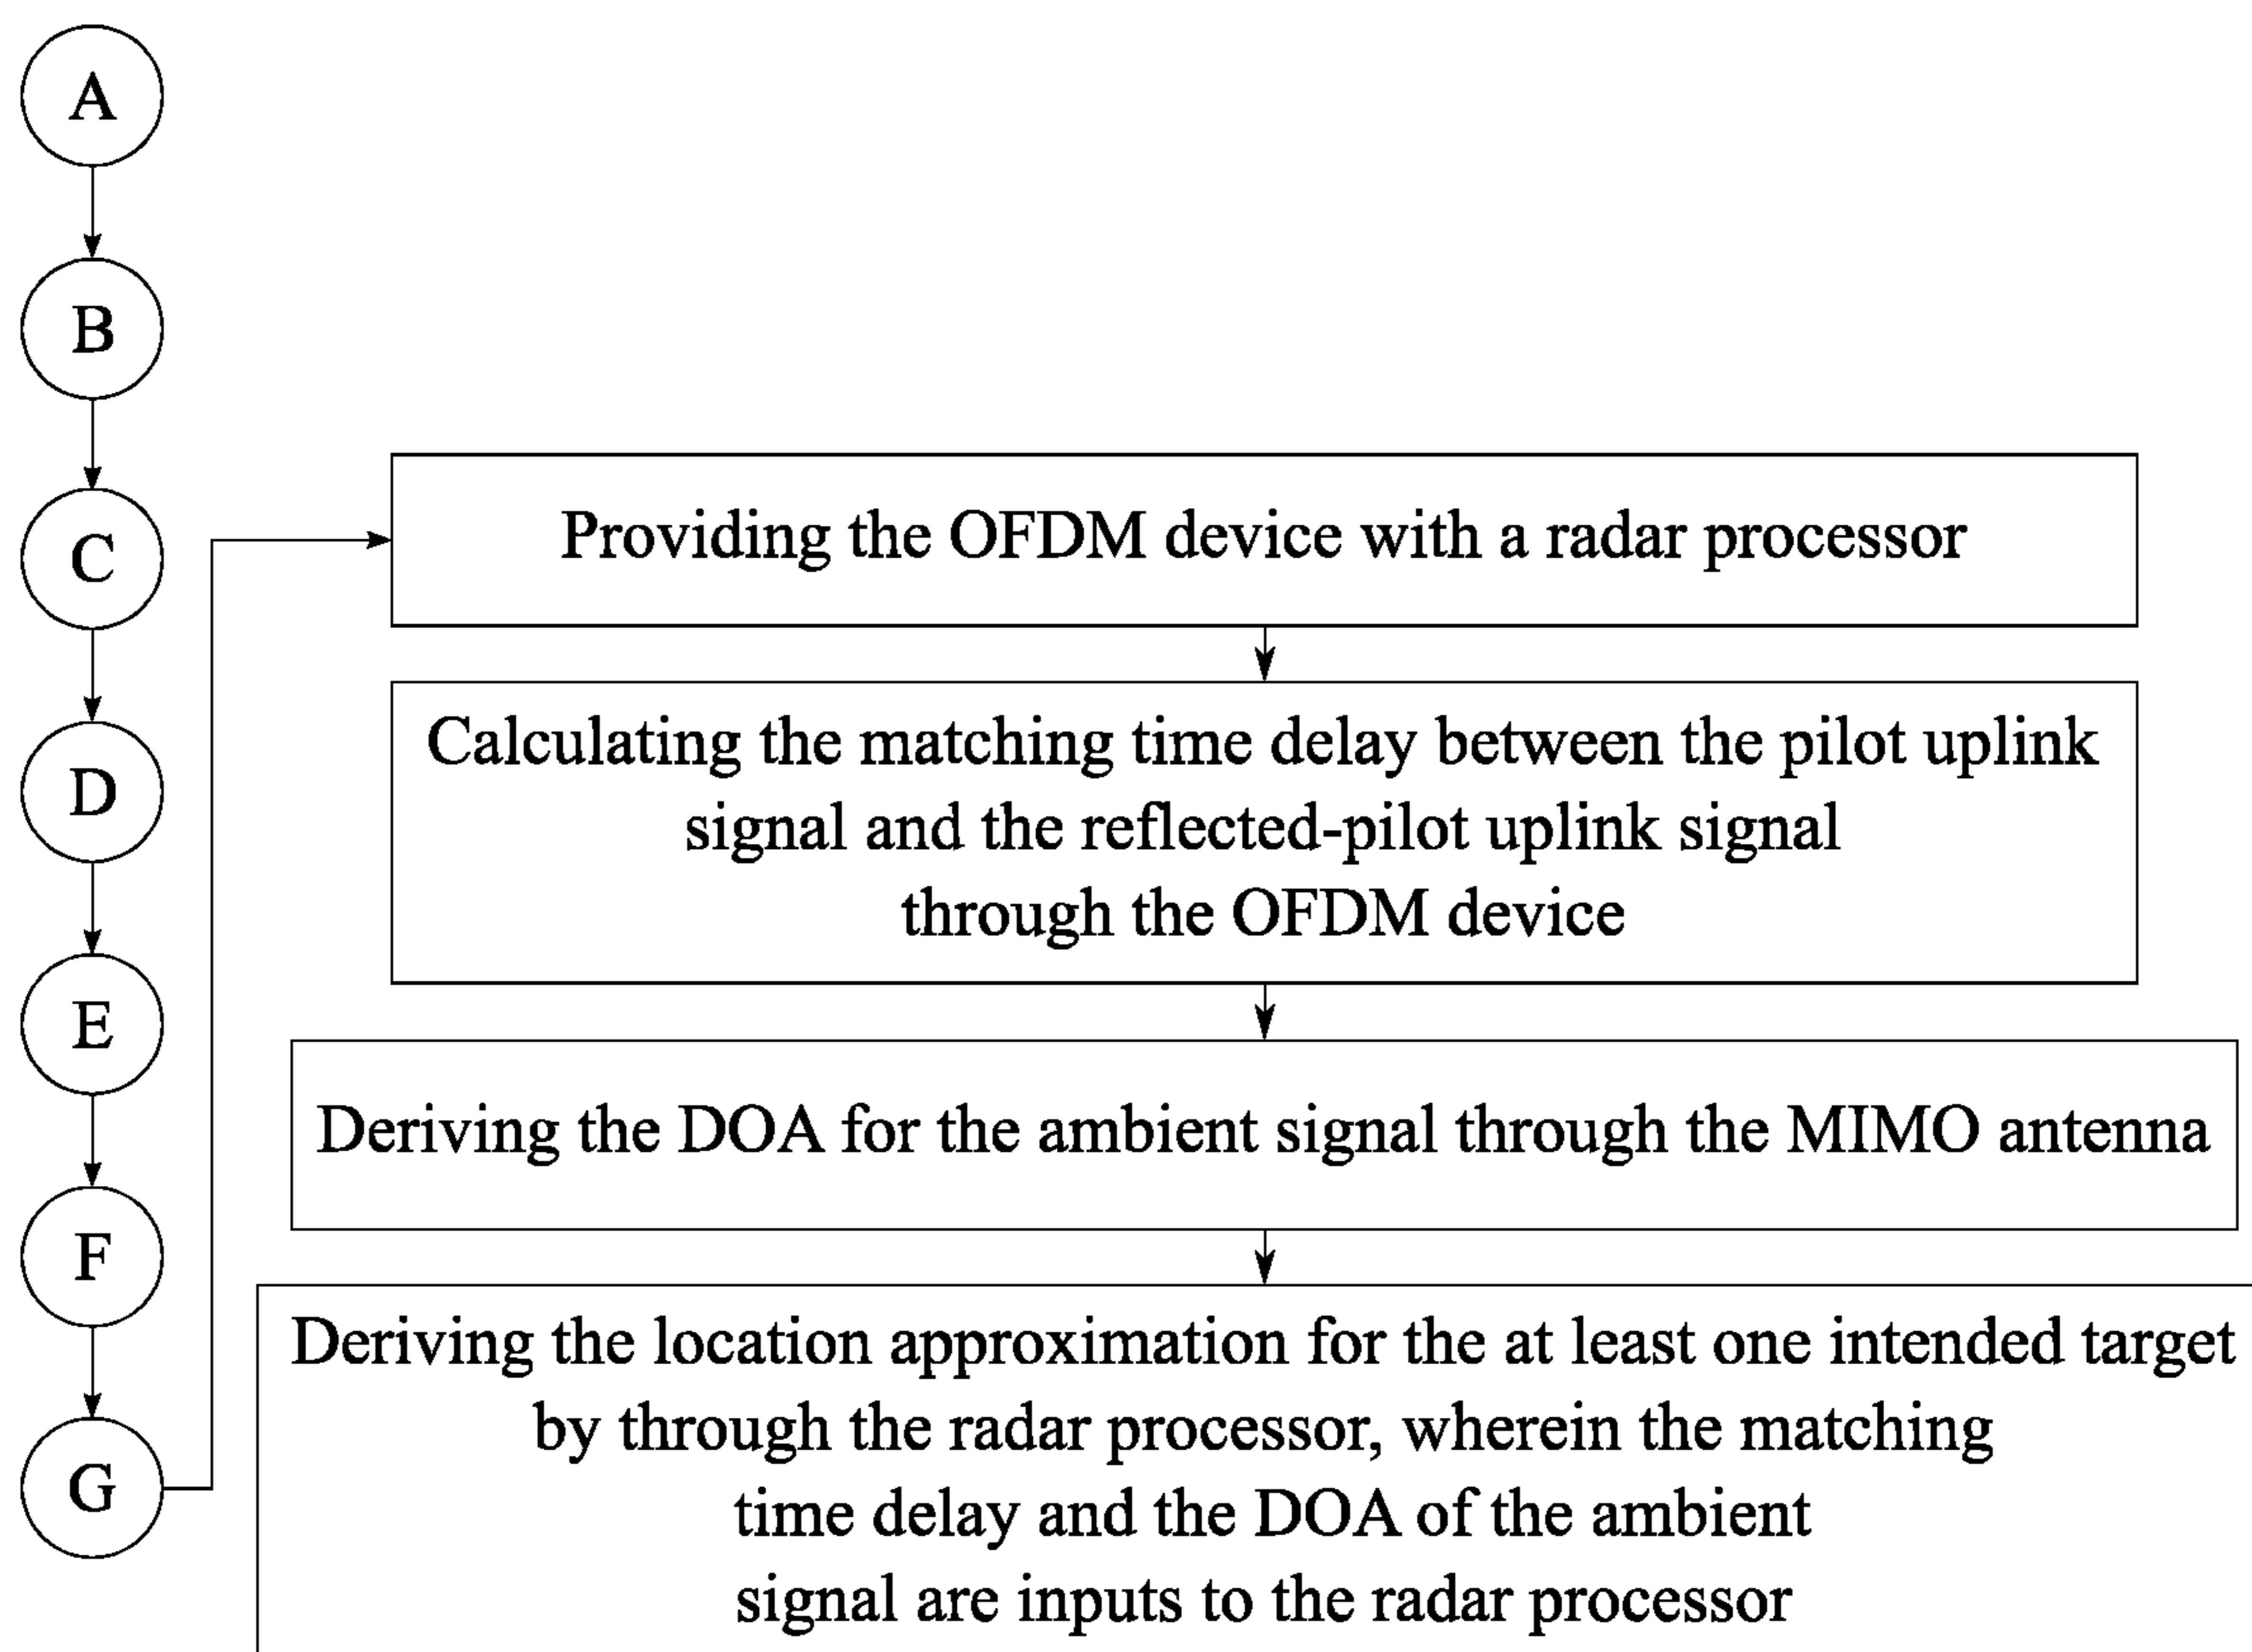 A
B
C
D
E
F
G
Providing the OFDM device with a radar processor
Calculating the matching time delay between the pilot uplink
signal and the reflected-pilot uplink signal
through the OFDM device
Deriving the DOA for the ambient signal through the MIMO antenna
Deriving the location approximation for the at least one intended target
by through the radar processor, wherein the matching
time delay and the DOA of the ambient
signal are inputs to the radar processor